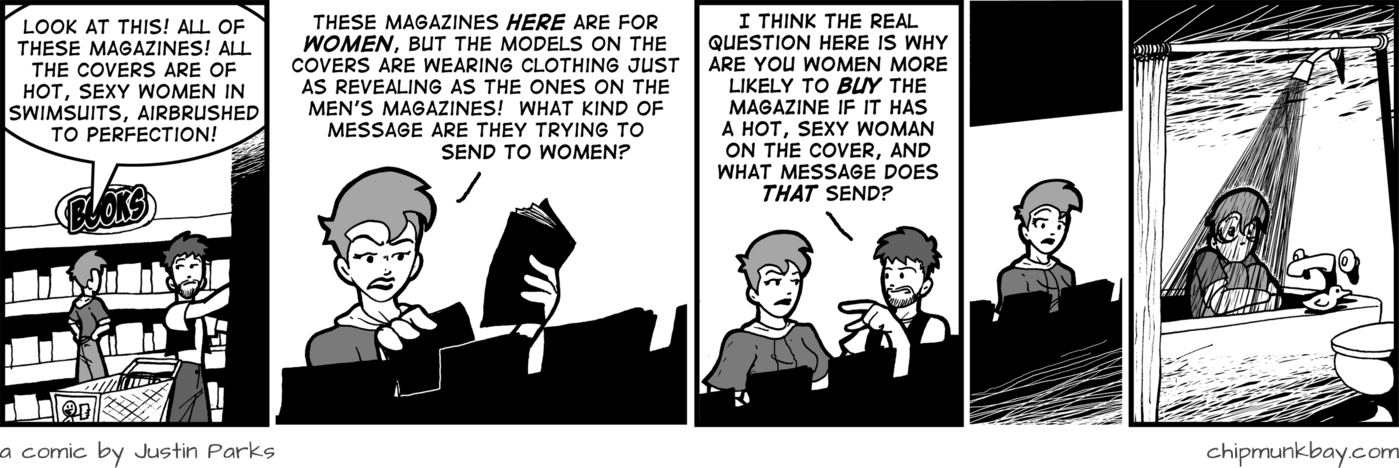 LOOK AT THIS! ALL OF
THESE MAGAZINES! ALL
THE COVERS ARE OF
HOT, SEXY WOMEN IN
SWIMSUITS, AIRBRUSHED
TO PERFECTION!
BOOKS
THESE MAGAZINES HERE ARE FOR
WOMEN, BUT THE MODELS ON THE
COVERS ARE WEARING CLOTHING JUST
AS REVEALING AS THE ONES ON THE
MEN'S MAGAZINES! WHAT KIND OF
MESSAGE ARE THEY TRYING TO
SEND TO WOMEN?
I THINK THE REAL
QUESTION HERE IS WHY
ARE YOU WOMEN MORE
LIKELY TO BUY THE
MAGAZINE IF IT HAS
A HOT, SEXY WOMAN
ON THE COVER, AND
WHAT MESSAGE DOES
THAT SEND?
a comic by Justin Parks
chipmunkbay.com